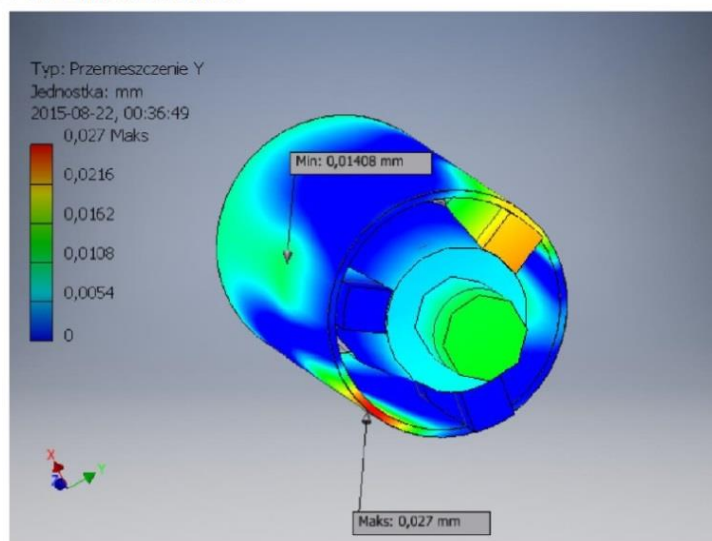 Typ: Przemieszczenie Y
Jednostka: mm
2015-08-22, 00:36:49
0,027 Maks
0,0216
0,0162
0,0108
0,0054
0
Min: 0,01408 mm
Maks: 0,027 mm
X
Y
Z